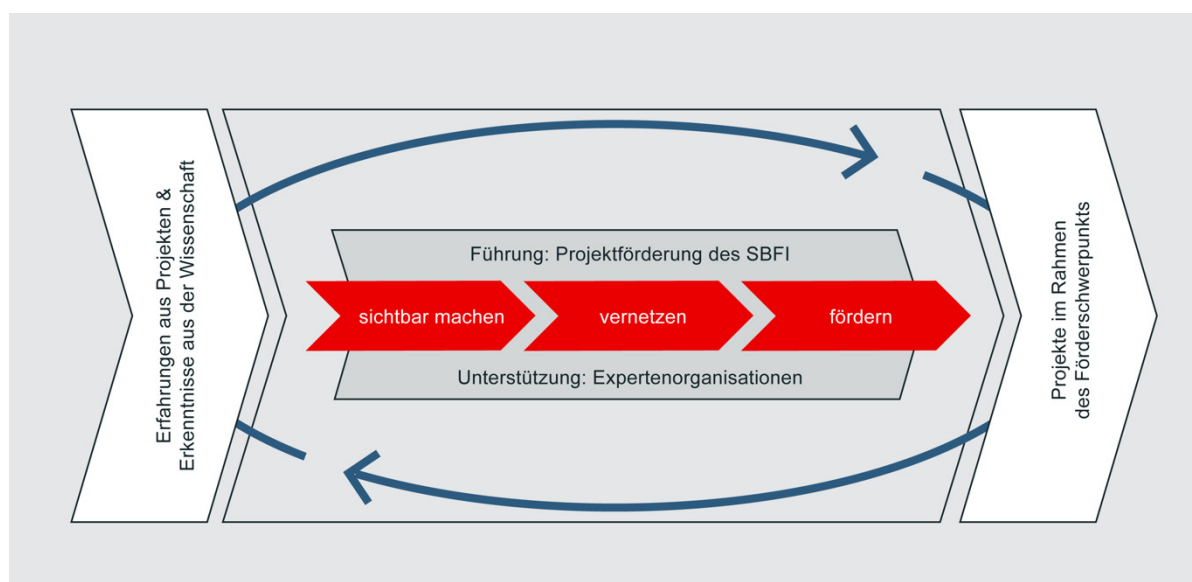 Erfahrungen aus Projekten &
Erkenntnisse aus der Wissenschaft
Führung: Projektförderung des SBFI
sichtbar machen
vernetzen
fördern
Unterstützung: Expertenorganisationen
Projekte im Rahmen
des Förderschwerpunkts